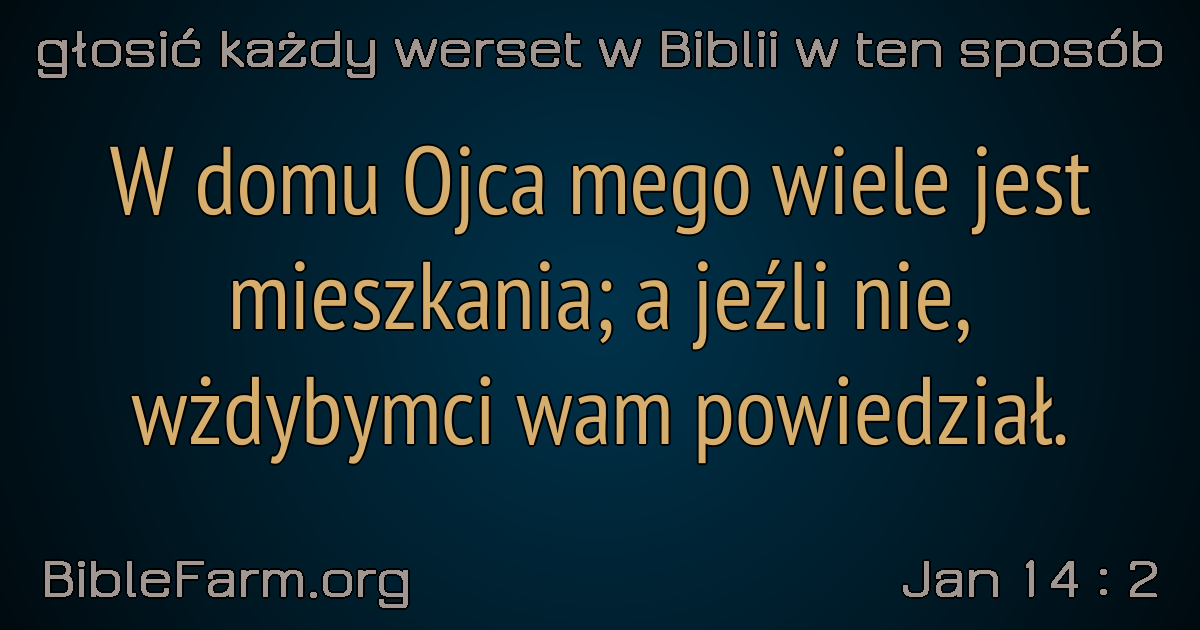 głosić każdy werset w Biblii w ten sposób
W domu Ojca mego wiele jest
mieszkania; a jeźli nie,
wżdybymci wam powiedział.
BibleFarm.org
Jan 14 : 2